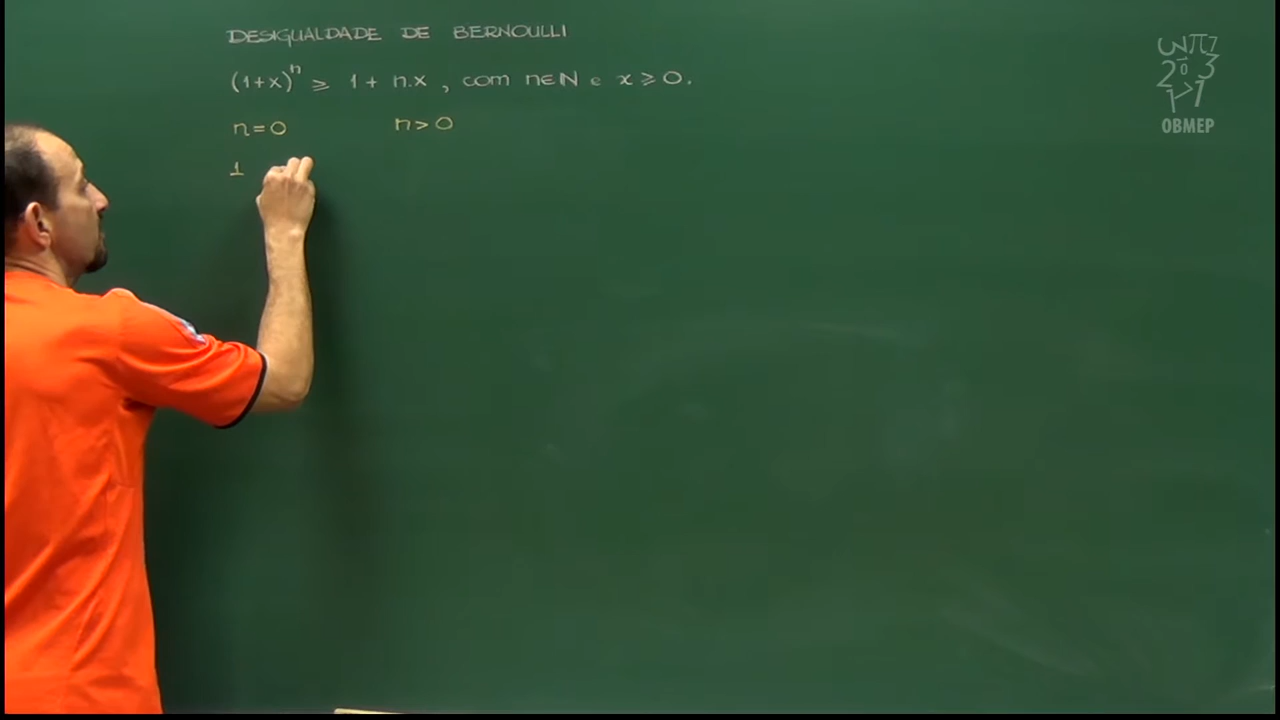 DESIGUALDADE DE BERNOULLI
(1+x)ⁿ ≥ 1 + n.x , com n∈ℕ e x ≥ 0.
n=0 n>0
1
OBMEP